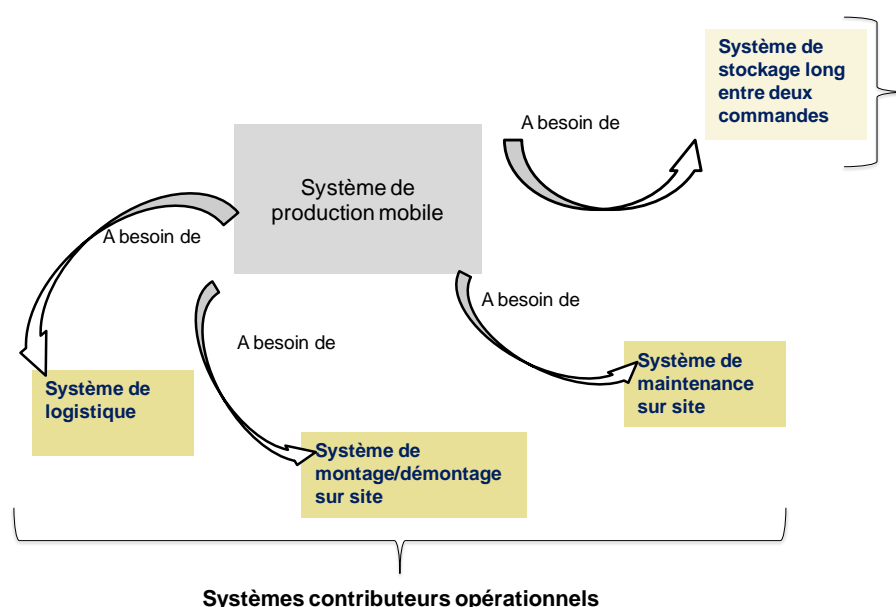 Système de
stockage long
entre deux
commandes
A besoin de
Système de
production mobile
A besoin de
A besoin de
A besoin de
Système de
maintenance
sur site
Système de
logistique
Système de
montage/démontage
sur site
Systèmes contributeurs opérationnels